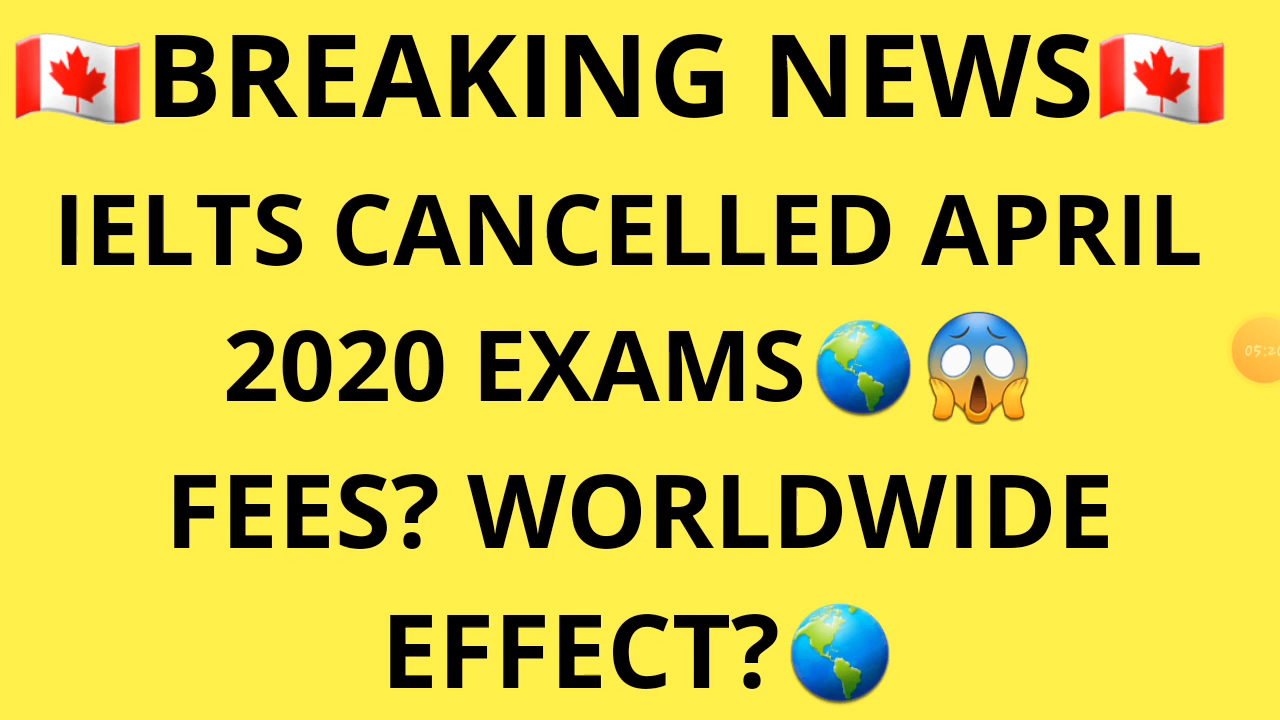 🇨🇦BREAKING NEWS🇨🇦
IELTS CANCELLED APRIL
2020 EXAMS🌎😱
FEES? WORLDWIDE
EFFECT?🌎